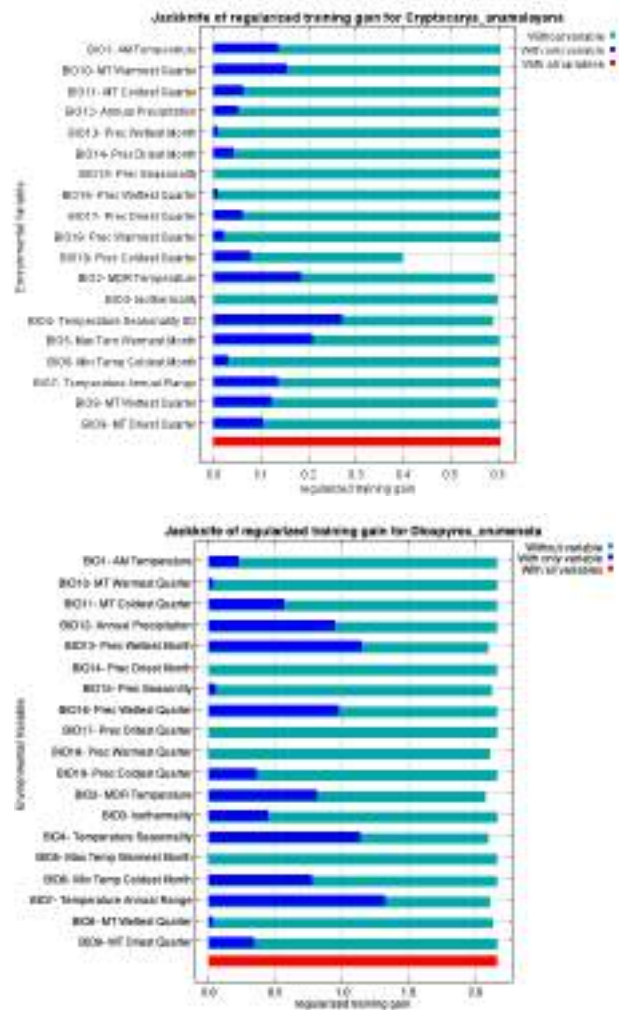 Jackknife of regularized training gain for Cryptocarya_anamalayana
Without variable
With only variable
With all variables
BIO1- AM Temperature
BIO10- MT Warmest Quarter
BIO11- MT Coldest Quarter
BIO12- Annual Precipitation
BIO13- Prec Wettest Month
BIO14- Prec Driest Month
BIO15- Prec Seasonality
BIO16- Prec Wettest Quarter
BIO17- Prec Driest Quarter
Prec Warmest Quarter
Prec Coldest Quarter
BIO2- MDR Temperature
BIO3- Isothermality
BIO4- Temperature Seasonality
BIO5- Max Tem Warmest Month
BIO6- Min Temp Coldest Month
BIO7- Temperature Annual Range
MT Wettest Quarter
BIO9- MT Driest Quarter
Environmental Variable
0.0 0.1 0.2 0.3 0.4 0.5 0.6
regularized training gain
Jackknife of regularized training gain for
Without variable
With only variable
With all variables
BIO1- AM Temperature
BIO10- MT Warmest Quarter
BIO11- MT Coldest Quarter
BIO12- Annual Precipitation
BIO13- Prec Wettest Month
BIO14- Prec Driest Month
BIO15- Prec Seasonality
BIO16- Prec Wettest Quarter
BIO17- Prec Driest Quarter
Prec Warmest Quarter
BIO19- Prec Coldest Quarter
BIO2- MDR Temperature
BIO3- Isothermality
BIO4- Temperature Seasonality
BIO5- Max Temp Warmest Month
BIO6- Min Temp Coldest Month
BIO7- Temperature Annual Range
BIO8- MT Wettest Quarter
BIO9- MT Driest Quarter
Environmental Variable
0.0 0.5 1.0 1.5 2.0
regularized training gain